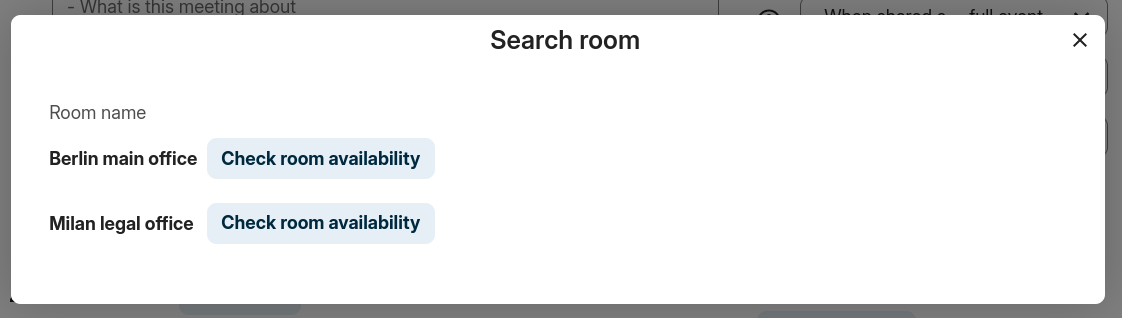 - What is this meeting about
Search room
Room name
Berlin main office Check room availability
Milan legal office Check room availability